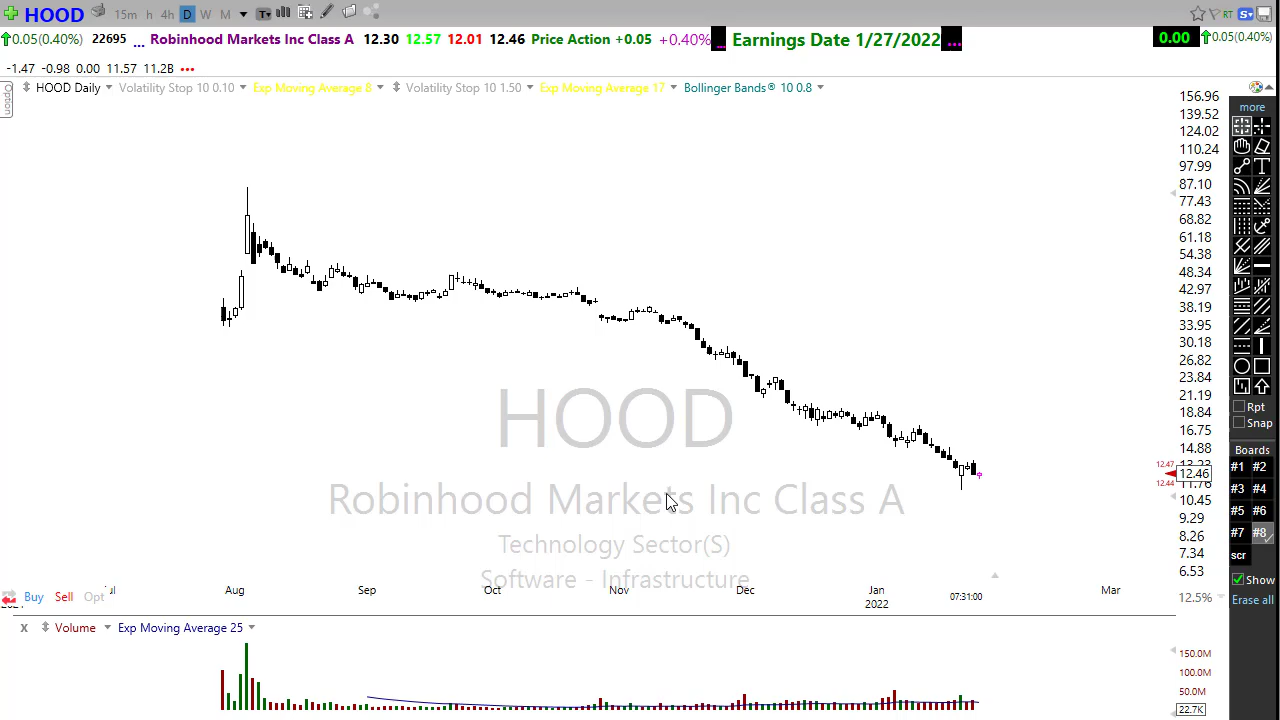 HOOD 15m h 4h D W M T RT S
0.05(0.40%) 22695 ... Robinhood Markets Inc Class A 12.30 12.57 12.01 12.46 Price Action +0.05 +0.40% ... Earnings Date 1/27/2022 ... 0.00 0.05(0.40%)
-1.47 -0.98 0.00 11.57 11.2B •••
Option
HOOD Daily Volatility Stop 10 0.10 Exp Moving Average 8 Volatility Stop 10 1.50 Exp Moving Average 17 Bollinger Bands® 10 0.8
156.96
139.52
124.02
110.24
97.99
87.10
77.43
68.82
61.18
54.38
48.34
42.97
38.19
33.95
30.18
26.82
23.84
21.19
18.84
16.75
14.88
12.47
12.46
12.44
10.45
9.29
8.26
7.34
6.53
12.5%
HOOD
Robinhood Markets Inc Class A
Technology Sector(S)
Software - Infrastructure
Buy Sell Opt
Aug Sep Oct Nov Dec Jan 07:31:00 Mar
2022
more
Rpt
Snap
Boards
#1 #2
#3 #4
#5 #6
#7 #8
scr
Show
Erase all
x Volume Exp Moving Average 25
150.0M
100.0M
50.0M
22.7K